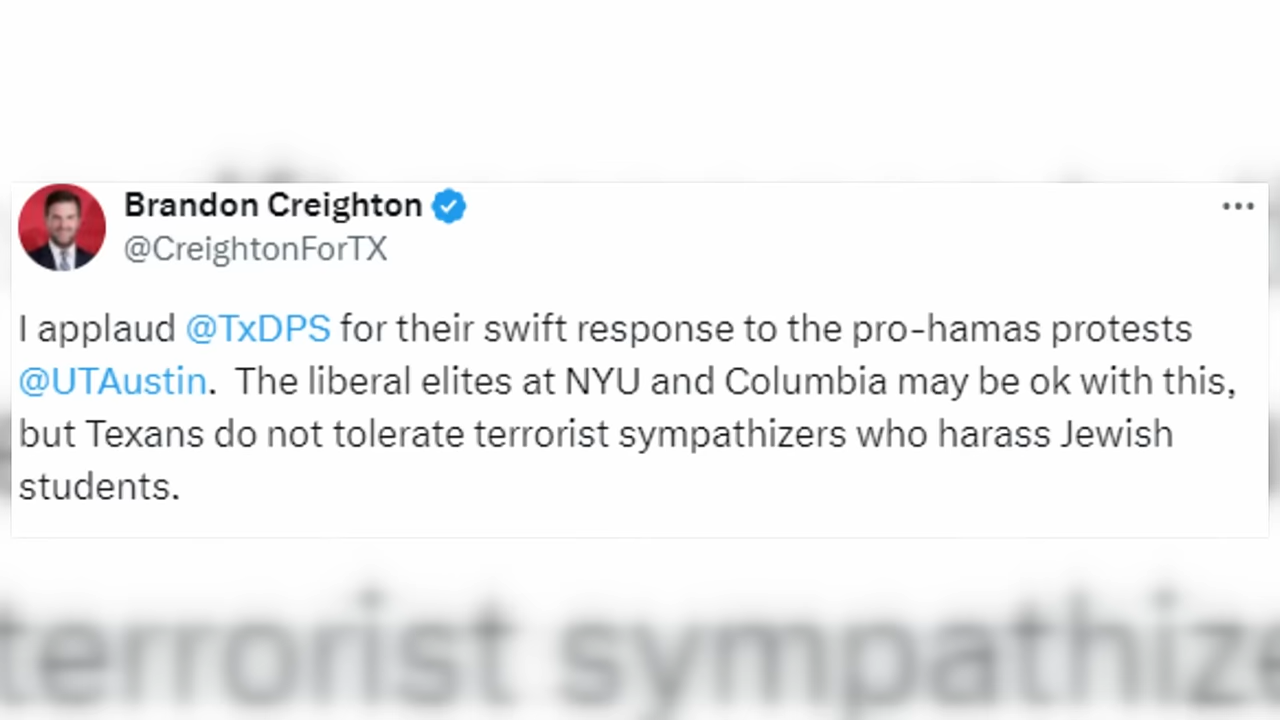 Brandon Creighton
@CreightonForTX
I applaud @TxDPS for their swift response to the pro-hamas protests
@UTAustin.  The liberal elites at NYU and Columbia may be ok with this,
but Texans do not tolerate terrorist sympathizers who harass Jewish
students.
terrorist sympathize